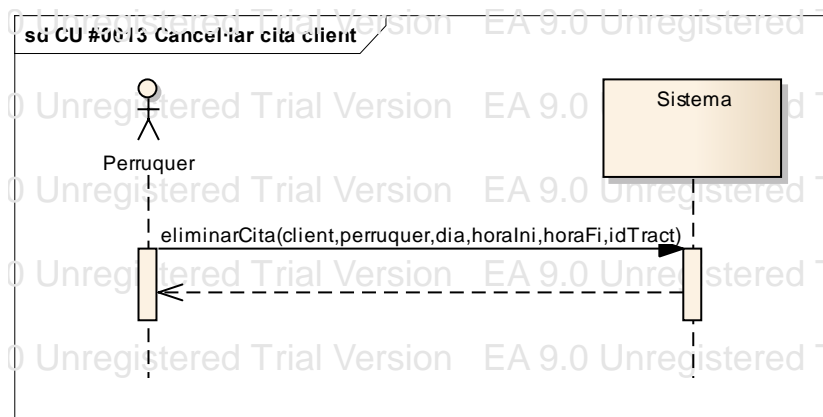 0 Unregistered Trial Version EA 9.0 Unregistered T
sd CU #0013 Cancel·lar cita client
0 Unregistered Trial Version EA 9.0 Unregistered T
Sistema
Perruquer
0 Unregistered Trial Version EA 9.0 Unregistered T
eliminarCita(client,perruquer,dia,horaIni,horaFi,idTract)
0 Unregistered Trial Version EA 9.0 Unregistered T
0 Unregistered Trial Version EA 9.0 Unregistered T